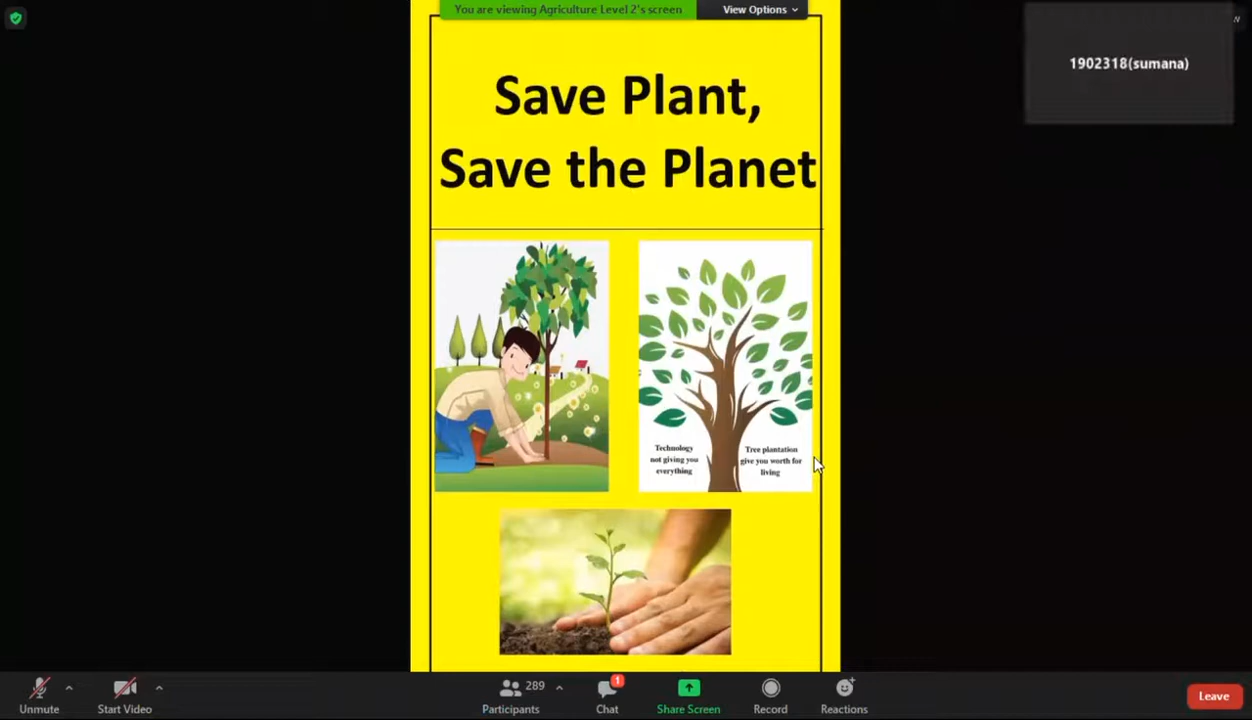 You are viewing Agriculture Level 2's screen
View Options
1902318(sumana)
Save Plant,
Save the Planet
Technology
not giving you
everything
Tree plantation
give you worth for
living
Unmute
Start Video
289
Participants
1
Chat
Share Screen
Record
Reactions
Leave